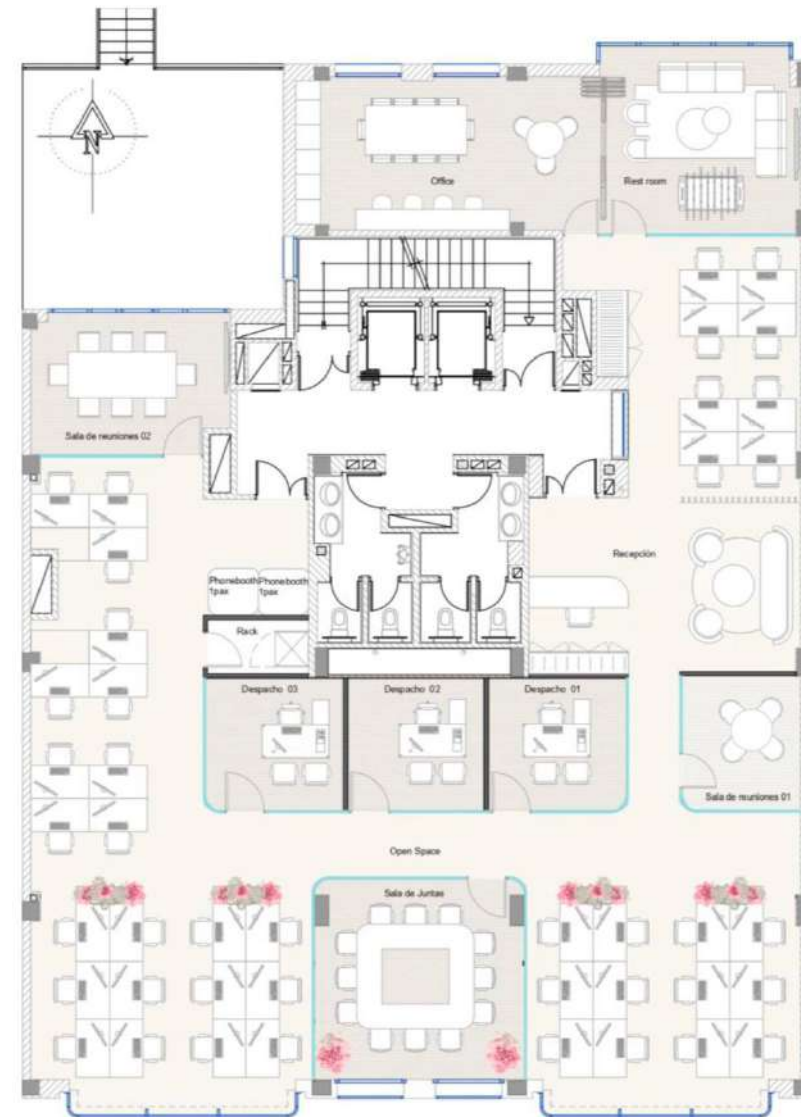 N
Office
Rest room
Sala de reuniones 02
Recepción
Phonebooth Phonebooth
1pax 1pax
Rack
Despacho 03
Despacho 02
Despacho 01
Sala de reuniones 01
Open Space
Sala de Juntas